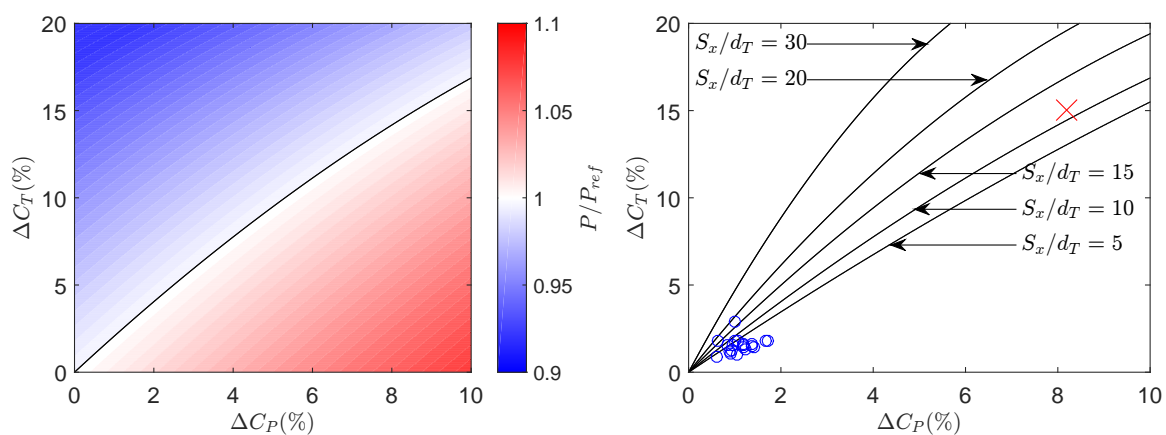 20
15
10
5
0
0 2 4 6 8 10
ΔC_T(%)
ΔC_P(%)
1.1
1.05
1
0.95
0.9
P/P_{ref}
20
15
10
5
0
0 2 4 6 8 10
ΔC_T(%)
ΔC_P(%)
S_x/d_T = 30
S_x/d_T = 20
S_x/d_T = 15
S_x/d_T = 10
S_x/d_T = 5